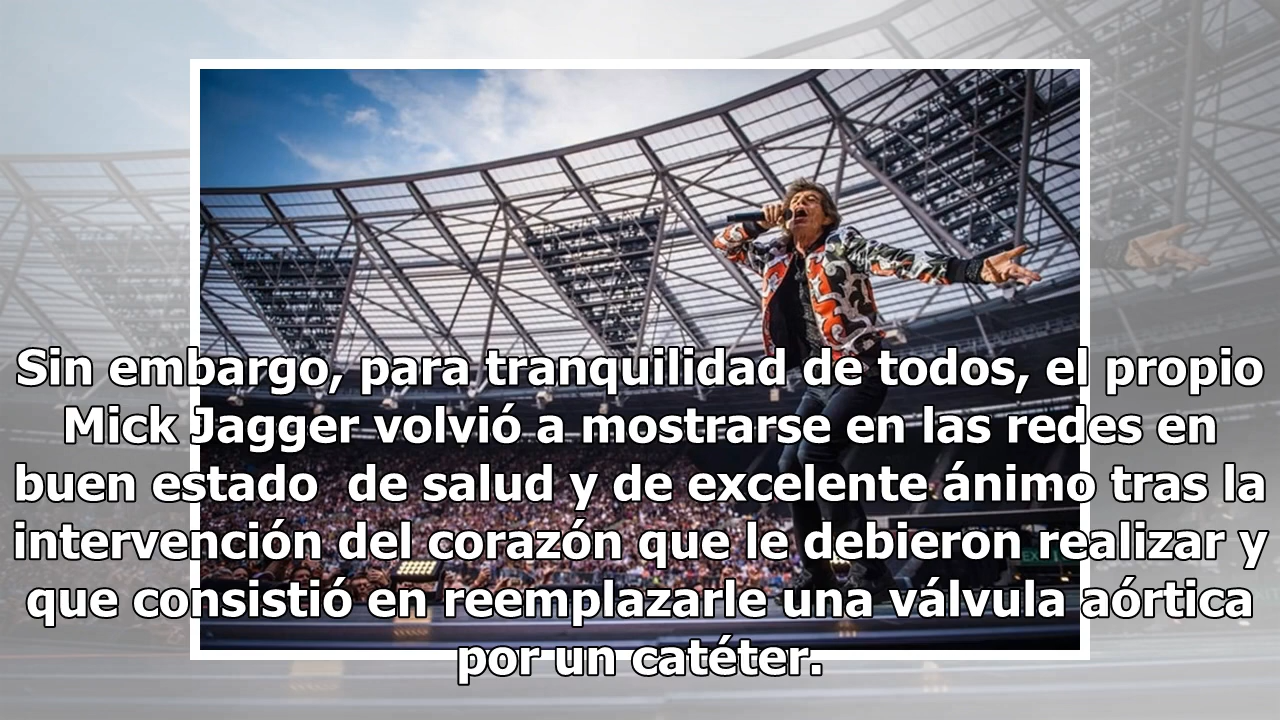 Sin embargo, para tranquilidad de todos, el propio
Mick Jagger volvió a mostrarse en las redes en
buen estado  de salud y de excelente ánimo tras la
intervención del corazón que le debieron realizar y
que consistió en reemplazarle una válvula aórtica
por un catéter.